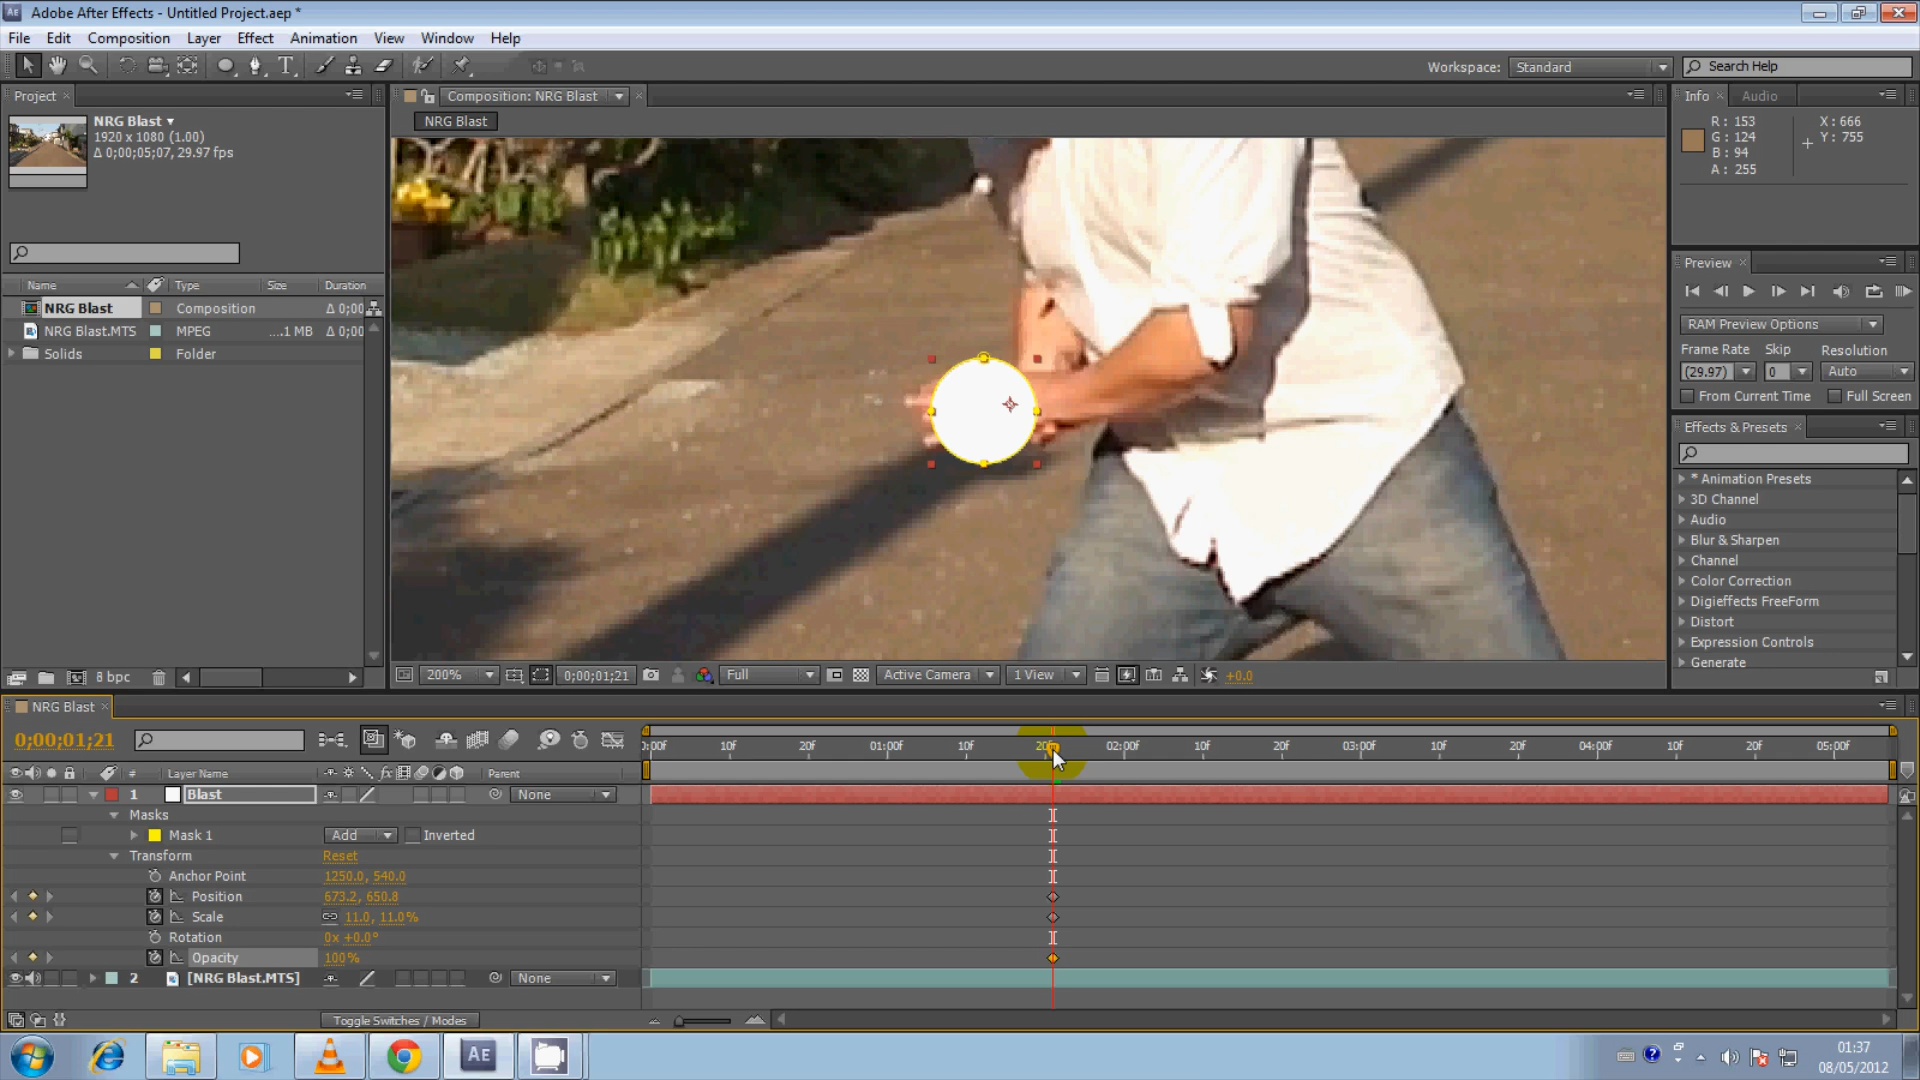 Adobe After Effects - Untitled Project.aep *
File Edit Composition Layer Effect Animation View Window Help
Workspace: Standard Search Help
Project
NRG Blast
1920 x 1080 (1.00)
Δ 0;00;05;07, 29.97 fps
Name Type Size Duration
NRG Blast Composition Δ 0;00
NRG Blast.MTS MPEG ....1 MB Δ 0;00
Solids Folder
8 bpc
Composition: NRG Blast
NRG Blast
200% 0;00;01;21 Full Active Camera 1 View +0.0
Info Audio
R : 153 X : 666
G : 124 Y : 755
B : 94
A : 255
Preview
RAM Preview Options
Frame Rate Skip Resolution
(29.97) 0 Auto
From Current Time Full Screen
Effects & Presets
* Animation Presets
3D Channel
Audio
Blur & Sharpen
Channel
Color Correction
Digieffects FreeForm
Distort
Expression Controls
Generate
NRG Blast
0;00;01;21
):00f 10f 20f 01:00f 10f 20f 02:00f 10f 20f 03:00f 10f 20f 04:00f 10f 20f 05:00f
# Layer Name Parent
1 Blast None
Masks
Mask 1 Add Inverted
Transform Reset
Anchor Point 1250.0, 540.0
Position 673.2, 650.8
Scale 11.0, 11.0%
Rotation 0x +0.0°
Opacity 100%
2 [NRG Blast.MTS] None
Toggle Switches / Modes
AE
01:37
08/05/2012